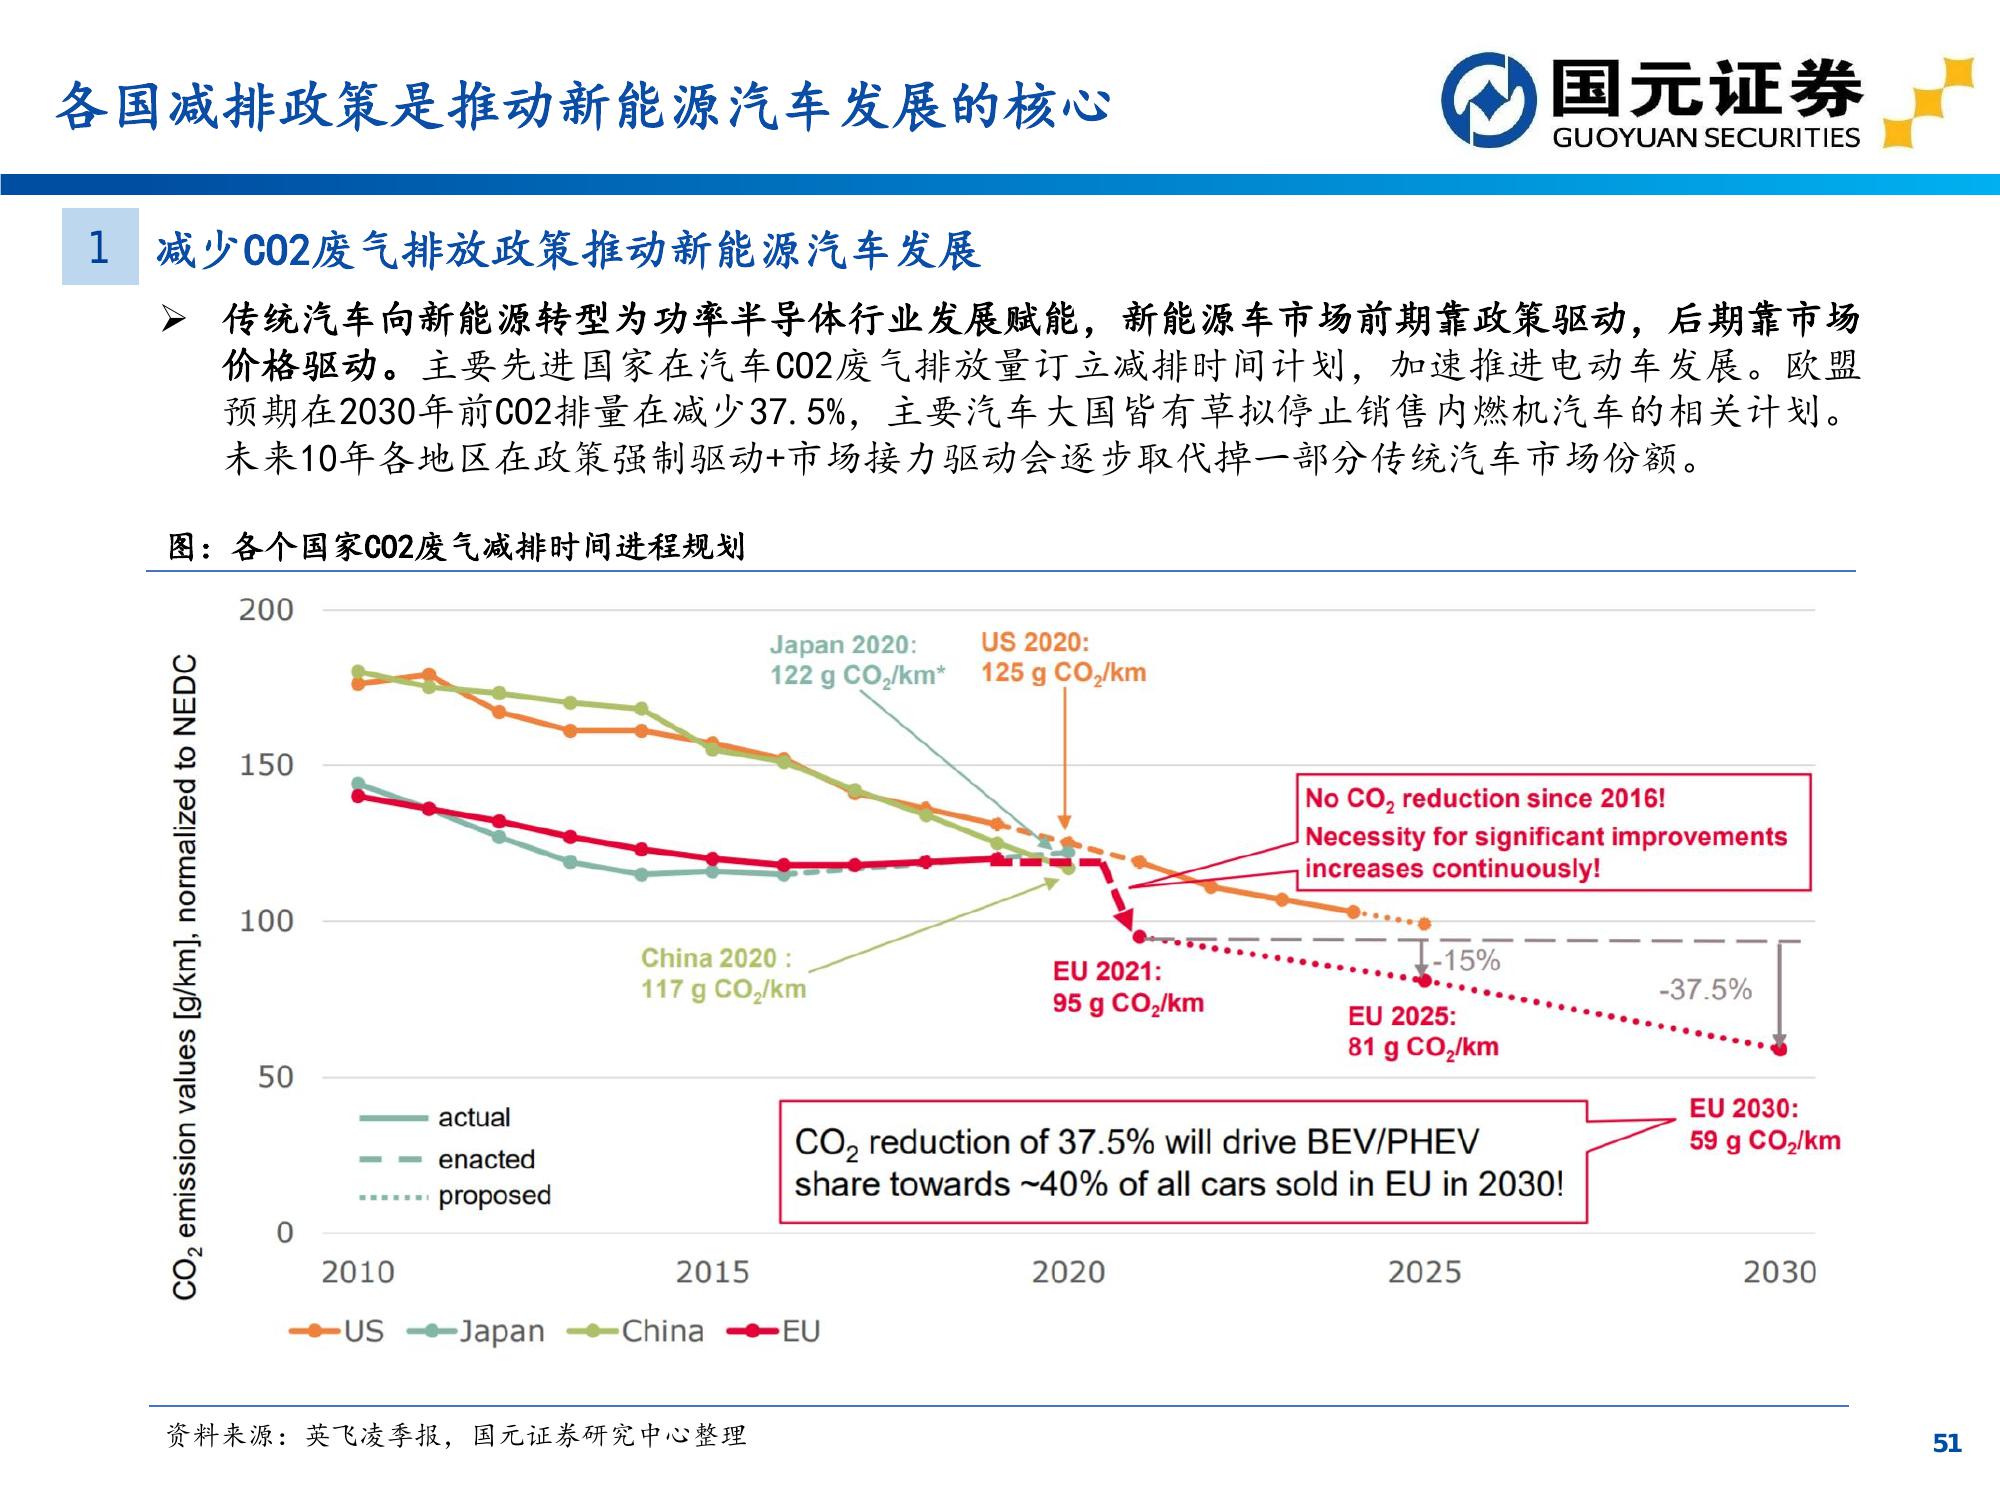 各国减排政策是推动新能源汽车发展的核心
国元证券
GUOYUAN SECURITIES
1
减少CO2废气排放政策推动新能源汽车发展
➢ 传统汽车向新能源转型为功率半导体行业发展赋能，新能源车市场前期靠政策驱动，后期靠市场
价格驱动。主要先进国家在汽车CO2废气排放量订立减排时间计划，加速推进电动车发展。欧盟
预期在2030年前CO2排量在减少37.5%，主要汽车大国皆有草拟停止销售内燃机汽车的相关计划。
未来10年各地区在政策强制驱动+市场接力驱动会逐步取代掉一部分传统汽车市场份额。
图：各个国家CO2废气减排时间进程规划
CO₂ emission values [g/km], normalized to NEDC
200
150
100
50
0
Japan 2020:
122 g CO₂/km*
US 2020:
125 g CO₂/km
No CO₂ reduction since 2016!
Necessity for significant improvements
increases continuously!
China 2020 :
117 g CO₂/km
EU 2021:
95 g CO₂/km
-15%
EU 2025:
81 g CO₂/km
-37.5%
EU 2030:
59 g CO₂/km
actual
enacted
proposed
CO₂ reduction of 37.5% will drive BEV/PHEV
share towards ~40% of all cars sold in EU in 2030!
2010
2015
2020
2025
2030
US
Japan
China
EU
资料来源：英飞凌季报，国元证券研究中心整理
51